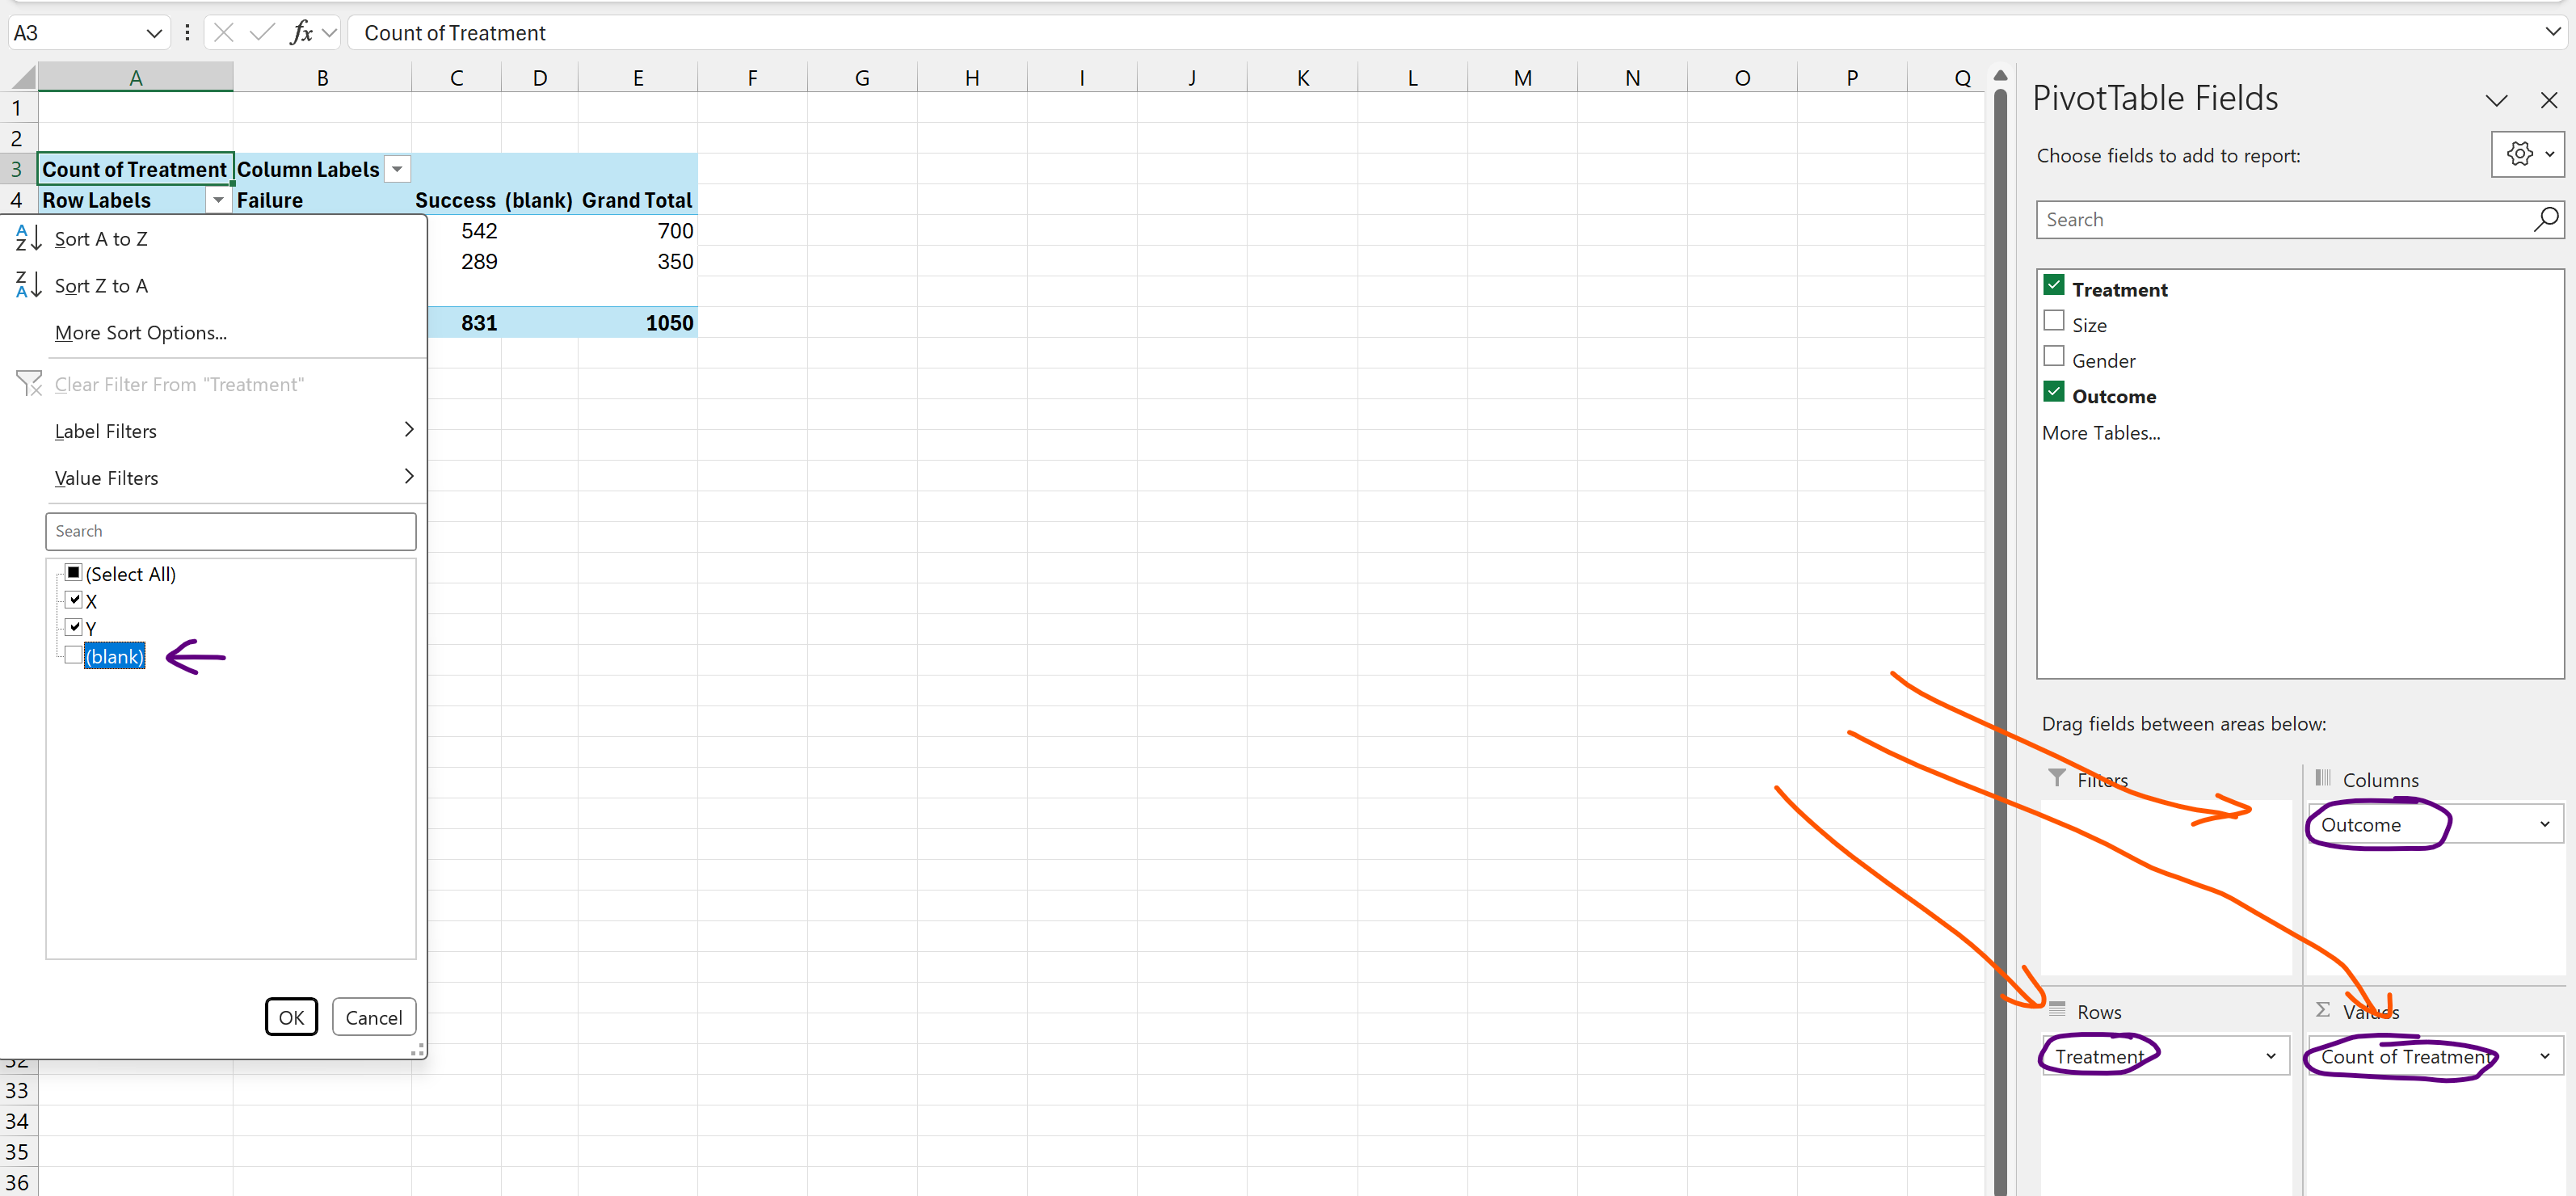 A3 fx Count of Treatment
A B C D E F G H I J K L M N O P Q
1
2
3 Count of Treatment Column Labels
4 Row Labels Failure Success (blank) Grand Total
542 700
289 350
831 1050
Sort A to Z
Sort Z to A
More Sort Options...
Clear Filter From "Treatment"
Label Filters
Value Filters
Search
(Select All)
X
Y
(blank)
OK Cancel
32
33
34
35
36
PivotTable Fields
Choose fields to add to report:
Search
Treatment
Size
Gender
Outcome
More Tables...
Drag fields between areas below:
Filters Columns
Outcome
Rows Σ Values
Treatment Count of Treatment